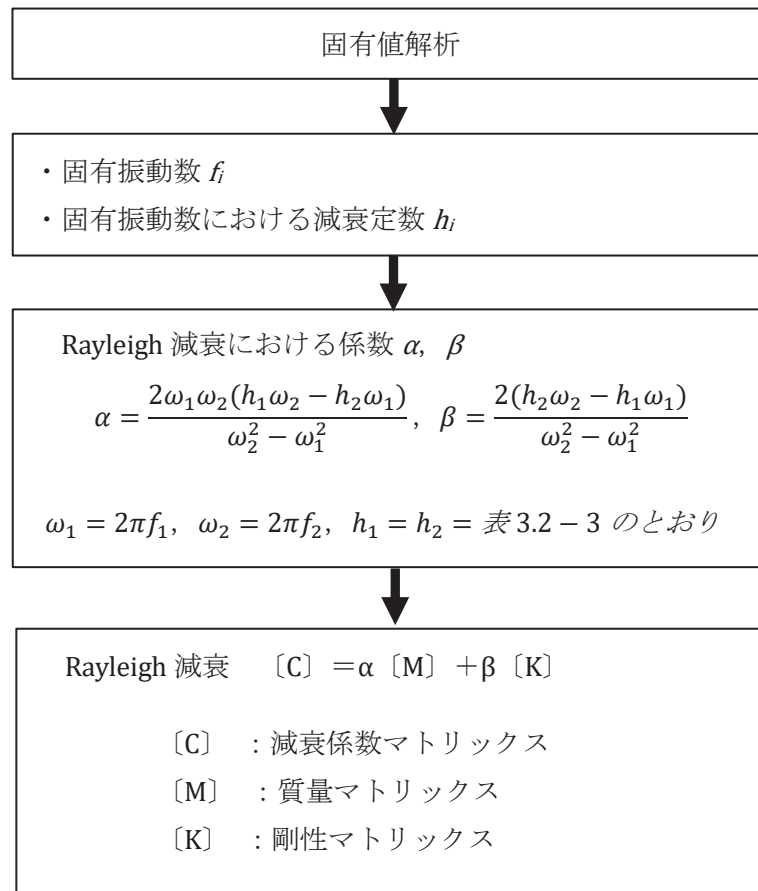 固有値解析
・固有振動数 fi
・固有振動数における減衰定数 hi
Rayleigh 減衰における係数 α, β
α = 2ω₁ω₂(h₁ω₂ − h₂ω₁) / (ω₂² − ω₁²), β = 2(h₂ω₂ − h₁ω₁) / (ω₂² − ω₁²)
ω₁ = 2πf₁, ω₂ = 2πf₂, h₁ = h₂ = 表 3.2 − 3 のとおり
Rayleigh 減衰 〔C〕=α〔M〕+β〔K〕
〔C〕 :減衰係数マトリックス
〔M〕 :質量マトリックス
〔K〕 :剛性マトリックス